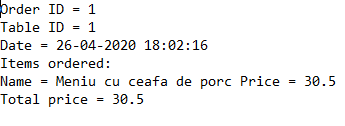 Order ID = 1
Table ID = 1
Date = 26-04-2020 18:02:16
Items ordered:
Name = Meniu cu ceafa de porc Price = 30.5
Total price = 30.5